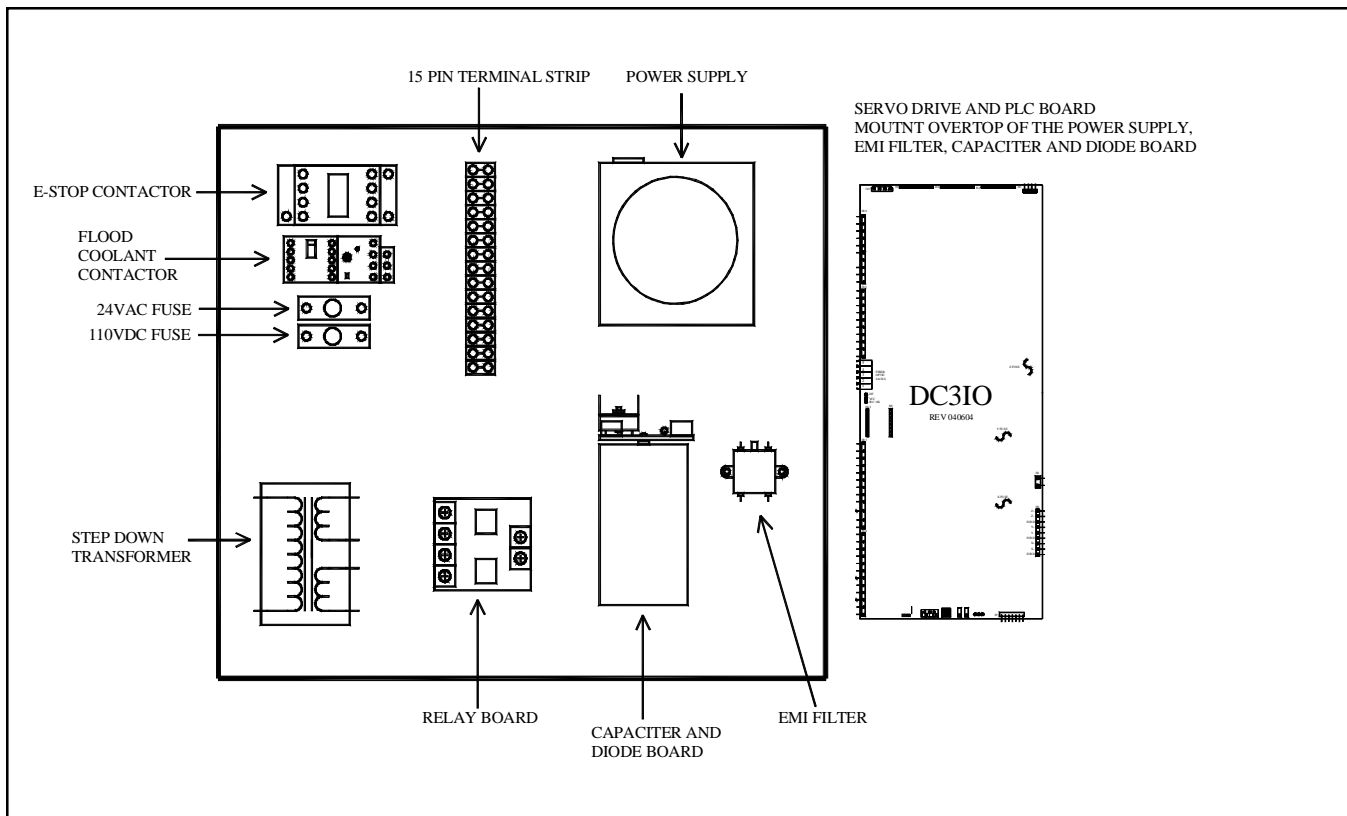 15 PIN TERMINAL STRIP
POWER SUPPLY
SERVO DRIVE AND PLC BOARD
MOUTNT OVERTOP OF THE POWER SUPPLY,
EMI FILTER, CAPACITER AND DIODE BOARD
E-STOP CONTACTOR
FLOOD
COOLANT
CONTACTOR
24VAC FUSE
110VDC FUSE
DC3IO
REV 040604
STEP DOWN
TRANSFORMER
RELAY BOARD
CAPACITER AND
DIODE BOARD
EMI FILTER